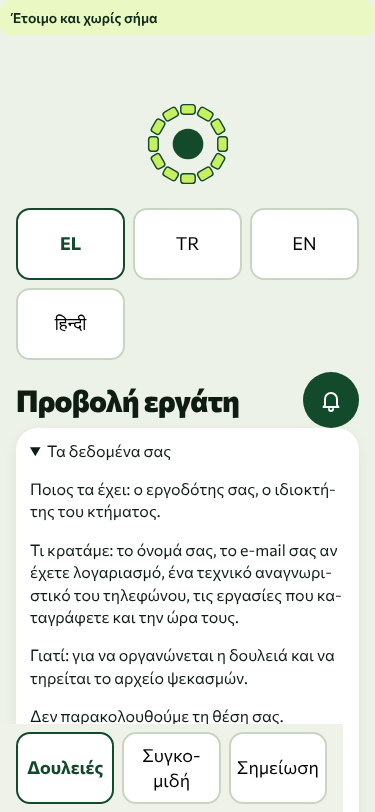 Έτοιμο και χωρίς σήμα
EL
TR
EN
हिन्दी
Προβολή εργάτη
▼ Τα δεδομένα σας
Ποιος τα έχει: ο εργοδότης σας, ο ιδιοκτή-
της του κτήματος.
Τι κρατάμε: το όνομά σας, το e-mail σας αν
έχετε λογαριασμό, ένα τεχνικό αναγνωρι-
στικό του τηλεφώνου, τις εργασίες που κα-
ταγράφετε και την ώρα τους.
Γιατί: για να οργανώνεται η δουλειά και να
τηρείται το αρχείο ψεκασμών.
Δεν παρακολουθούμε τη θέση σας.
Δουλειές
Συγκο-
μιδή
Σημείωση